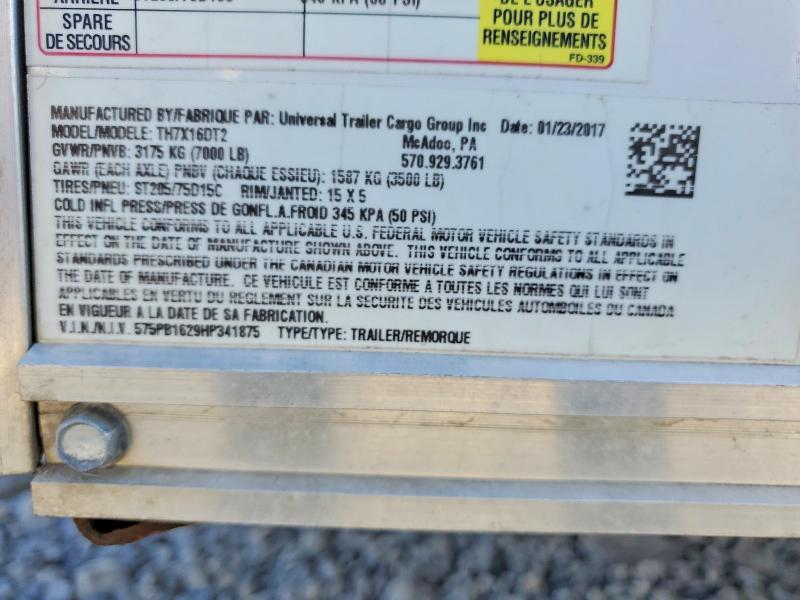 ARRIÈRE
SPARE
DE SECOURS
DE L'USAGER
POUR PLUS DE
RENSEIGNEMENTS
FD-339
MANUFACTURED BY/FABRIQUE PAR: Universal Trailer Cargo Group Inc Date: 01/23/2017
MODEL/MODELE: TH7X16DT2 McAdoo, PA
GVWR/PNVB: 3175 KG (7000 LB) 570.929.3761
GAWR (EACH AXLE) PNBV (CHAQUE ESSIEU): 1587 KG (3500 LB)
TIRES/PNEU: ST205/75D15C RIM/JANTED: 15 X 5
COLD INFL PRESS/PRESS DE GONFL.A.FROID 345 KPA (50 PSI)
THIS VEHICLE CONFORMS TO ALL APPLICABLE U.S. FEDERAL MOTOR VEHICLE SAFETY STANDARDS IN
EFFECT ON THE DATE OF MANUFACTURE SHOWN ABOVE. THIS VEHICLE CONFORMS TO ALL APPLICABLE
STANDARDS PRESCRIBED UNDER THE CANADIAN MOTOR VEHICLE SAFETY REGULATIONS IN EFFECT ON
THE DATE OF MANUFACTURE. CE VEHICULE EST CONFORME A TOUTES LES NORMES QUI LUI SONT
APPLICABLES EN VERTU DU REGLEMENT SUR LA SECURITE DES VEHICULES AUTOMBOILES DU CANADA
EN VIGUEUR A LA DATE DE SA FABRICATION.
V.I.N./N.I.V. 575PB1629HP341875 TYPE/TYPE: TRAILER/REMORQUE